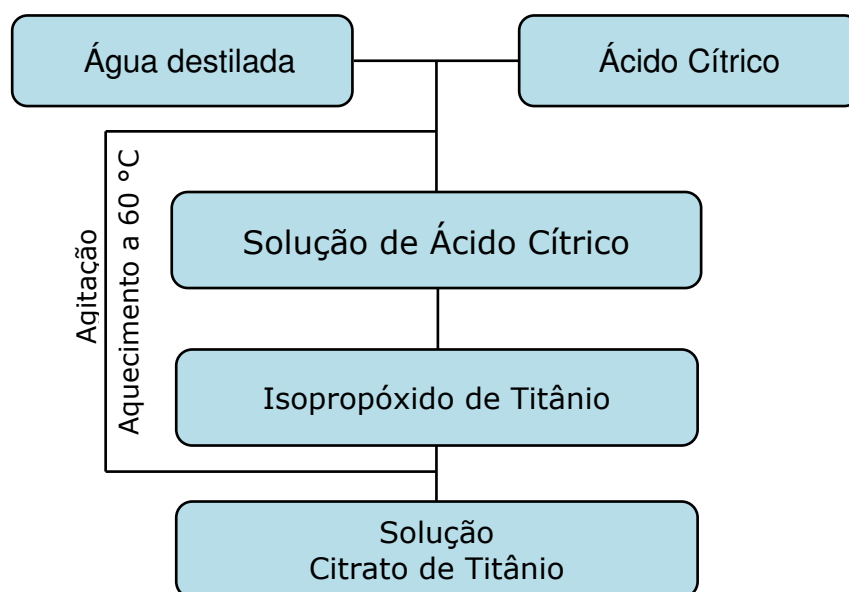 Água destilada
Ácido Cítrico
Agitação
Aquecimento a 60 °C
Solução de Ácido Cítrico
Isopropóxido de Titânio
Solução
Citrato de Titânio